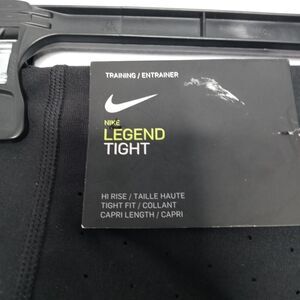 TRAINING / ENTRAINER
NIKE
LEGEND
TIGHT
HI RISE / TAILLE HAUTE
TIGHT FIT / COLLANT
CAPRI LENGTH / CAPRI